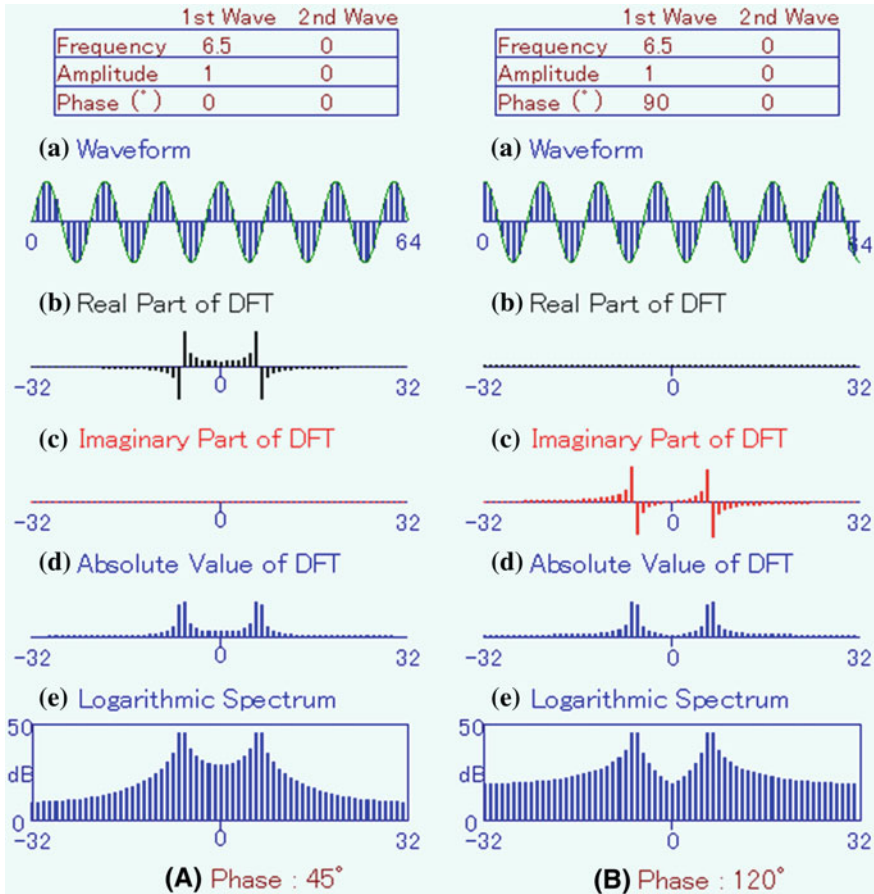 1st Wave 2nd Wave
Frequency 6.5 0
Amplitude 1 0
Phase (°) 0 0
(a) Waveform
0 64
(b) Real Part of DFT
-32 0 32
(c) Imaginary Part of DFT
-32 0 32
(d) Absolute Value of DFT
-32 0 32
(e) Logarithmic Spectrum
50
dB
0
-32 0 32
(A) Phase : 45°
1st Wave 2nd Wave
Frequency 6.5 0
Amplitude 1 0
Phase (°) 90 0
(a) Waveform
0 64
(b) Real Part of DFT
-32 0 32
(c) Imaginary Part of DFT
-32 0 32
(d) Absolute Value of DFT
-32 0 32
(e) Logarithmic Spectrum
50
dB
0
-32 0 32
(B) Phase : 120°